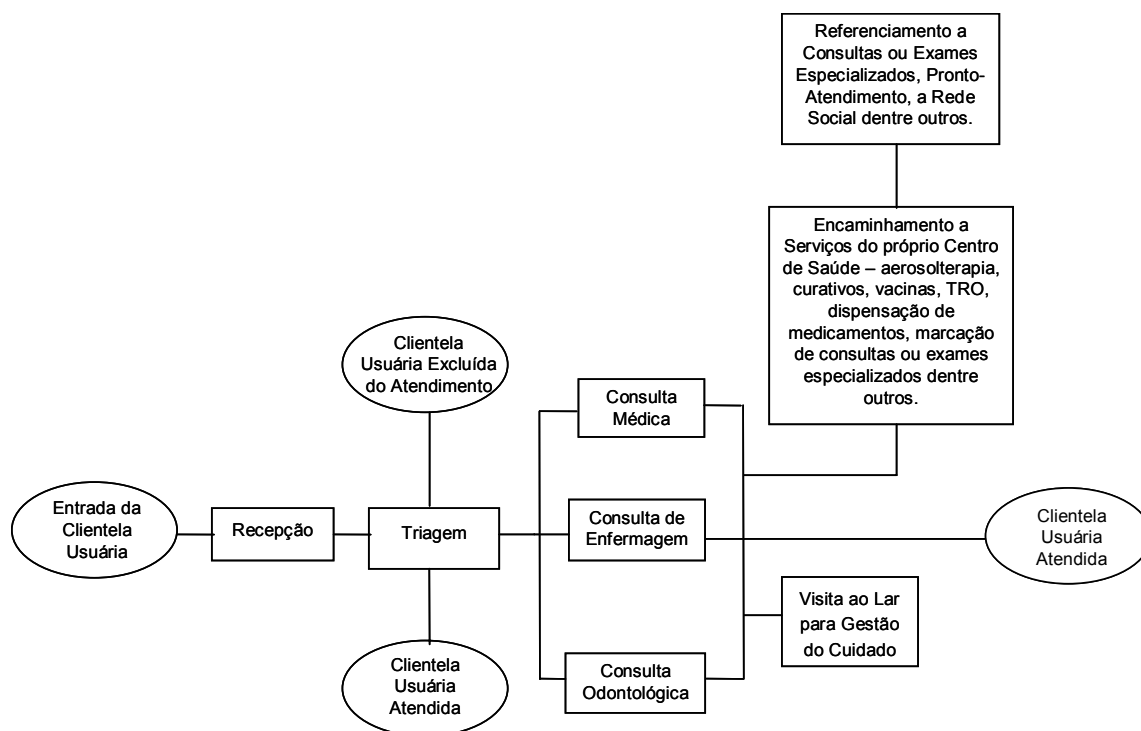 Referenciamento a
Consultas ou Exames
Especializados, Pronto-
Atendimento, a Rede
Social dentre outros.
Encaminhamento a
Serviços do próprio Centro
de Saúde – aerosolterapia,
curativos, vacinas, TRO,
dispensação de
medicamentos, marcação
de consultas ou exames
especializados dentre
outros.
Clientela
Usuária Excluída
do Atendimento
Consulta
Médica
Entrada da
Clientela
Usuária
Recepção
Triagem
Consulta de
Enfermagem
Clientela
Usuária
Atendida
Visita ao Lar
para Gestão
do Cuidado
Clientela
Usuária
Atendida
Consulta
Odontológica